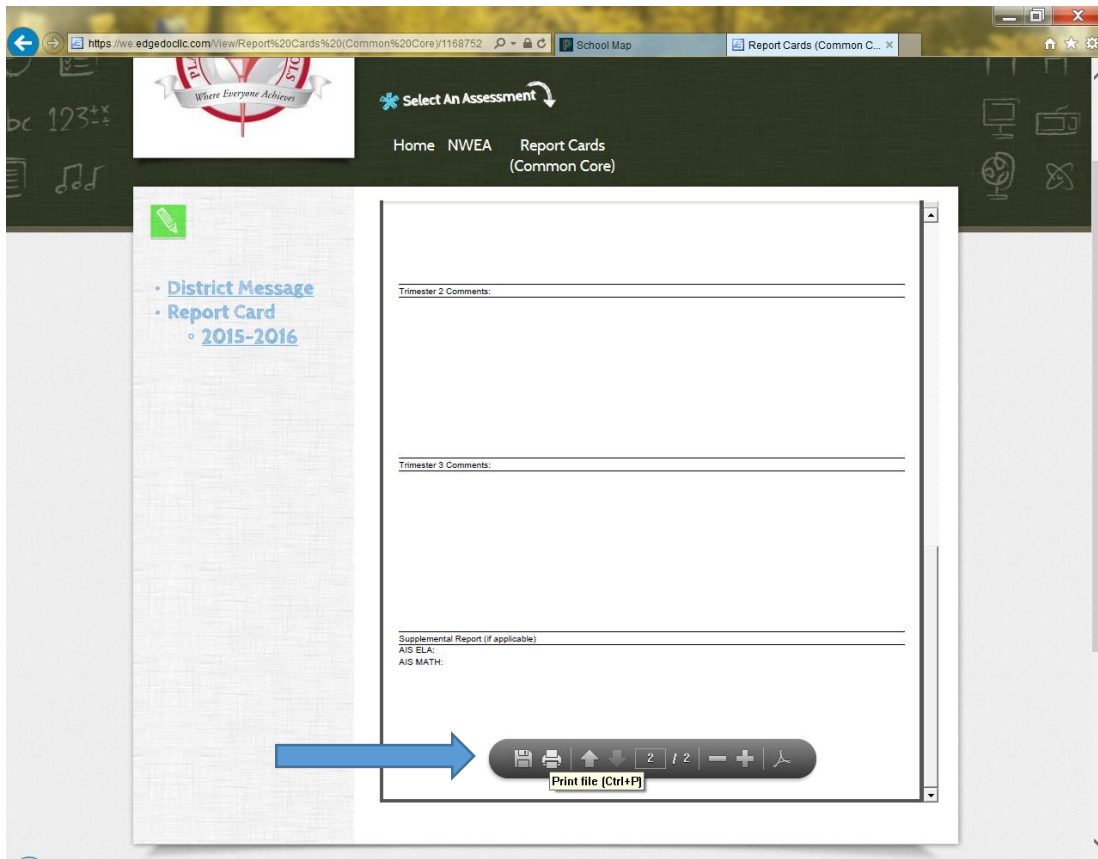 https://we.edgedocllc.com/View/Report%20Cards%20(Common%20Core)/1168752
School Map
Report Cards (Common C...
Where Everyone Achieves
Select An Assessment
Home NWEA Report Cards
(Common Core)
bc 123
• District Message
• Report Card
◦ 2015-2016
Trimester 2 Comments:
Trimester 3 Comments:
Supplemental Report (if applicable)
AIS ELA:
AIS MATH:
2 / 2
Print file (Ctrl+P)